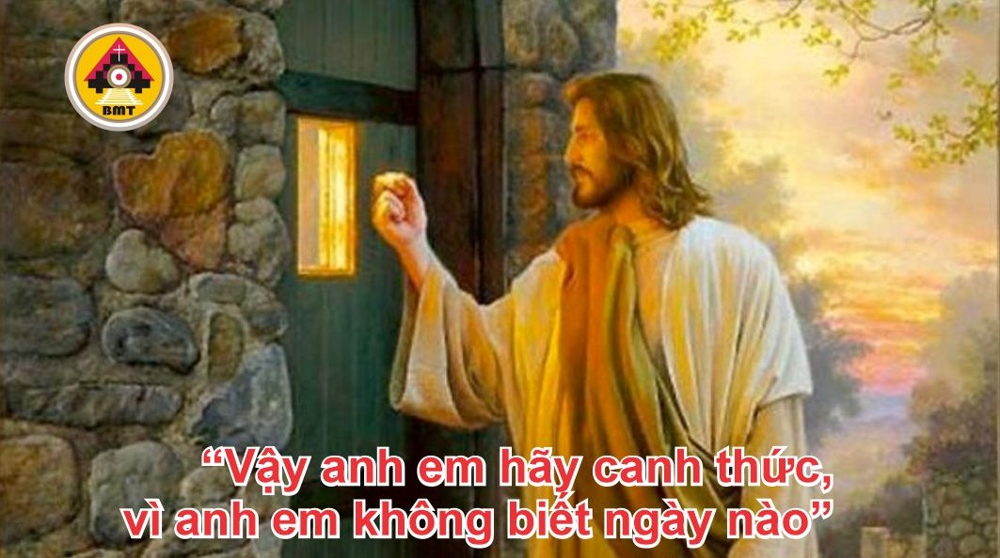 BMT
“Vậy anh em hãy canh thức,
vì anh em không biết ngày nào”